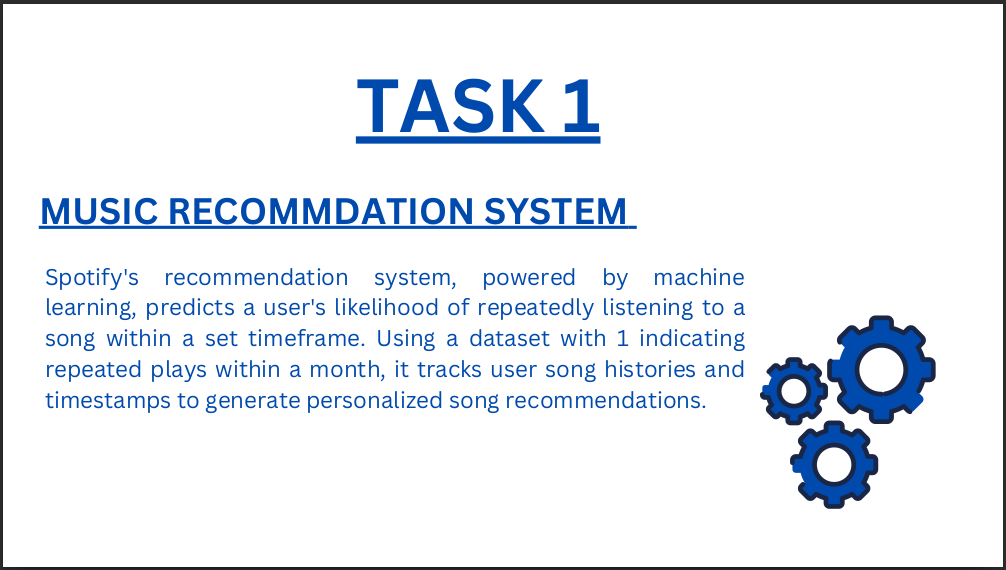 TASK 1
MUSIC RECOMMDATION SYSTEM
Spotify's recommendation system, powered by machine
learning, predicts a user's likelihood of repeatedly listening to a
song within a set timeframe. Using a dataset with 1 indicating
repeated plays within a month, it tracks user song histories and
timestamps to generate personalized song recommendations.